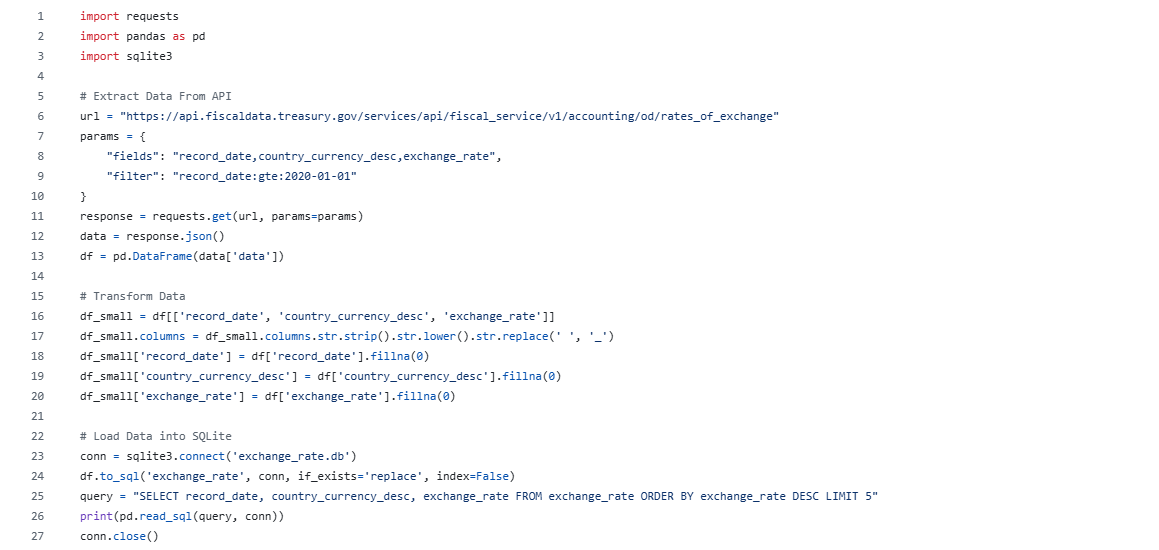 1 import requests
2 import pandas as pd
3 import sqlite3
4
5 # Extract Data From API
6 url = "https://api.fiscaldata.treasury.gov/services/api/fiscal_service/v1/accounting/od/rates_of_exchange"
7 params = {
8     "fields": "record_date,country_currency_desc,exchange_rate",
9     "filter": "record_date:gte:2020-01-01"
10 }
11 response = requests.get(url, params=params)
12 data = response.json()
13 df = pd.DataFrame(data['data'])
14
15 # Transform Data
16 df_small = df[['record_date', 'country_currency_desc', 'exchange_rate']]
17 df_small.columns = df_small.columns.str.strip().str.lower().str.replace(' ', '_')
18 df_small['record_date'] = df['record_date'].fillna(0)
19 df_small['country_currency_desc'] = df['country_currency_desc'].fillna(0)
20 df_small['exchange_rate'] = df['exchange_rate'].fillna(0)
21
22 # Load Data into SQLite
23 conn = sqlite3.connect('exchange_rate.db')
24 df.to_sql('exchange_rate', conn, if_exists='replace', index=False)
25 query = "SELECT record_date, country_currency_desc, exchange_rate FROM exchange_rate ORDER BY exchange_rate DESC LIMIT 5"
26 print(pd.read_sql(query, conn))
27 conn.close()